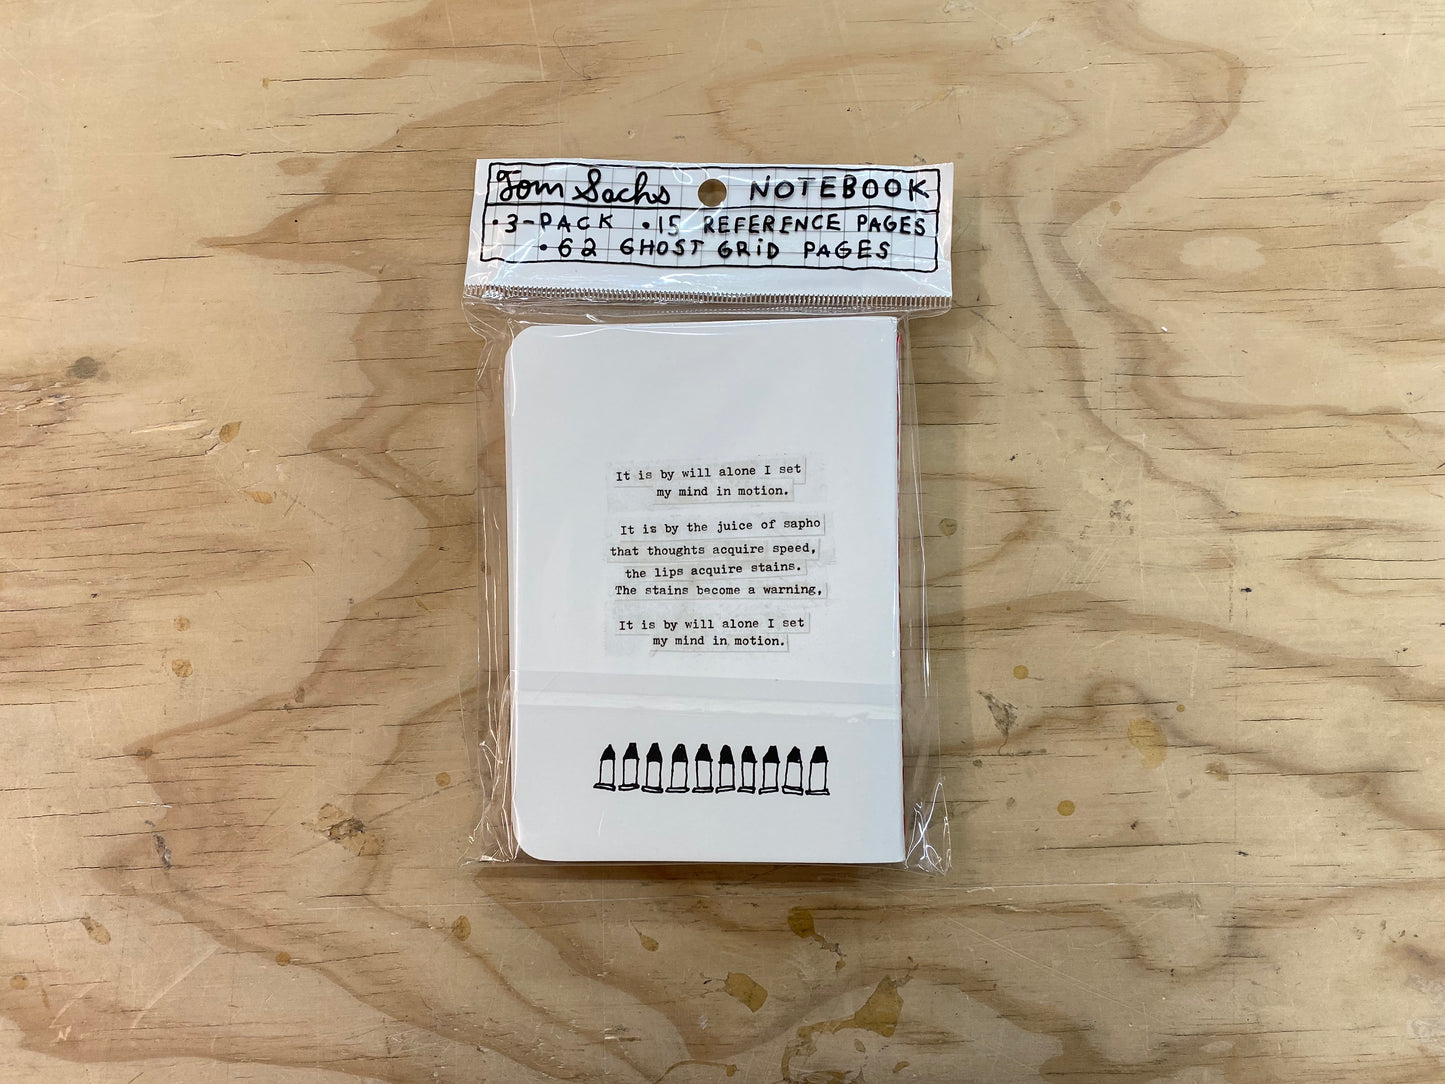 Tom Sachs NOTEBOOK
• 3-PACK • 15 REFERENCE PAGES
• 62 GHOST GRiD PAGES
It is by will alone I set
my mind in motion.
It is by the juice of sapho
that thoughts acquire speed,
the lips acquire stains.
The stains become a warning,
It is by will alone I set
my mind in motion.